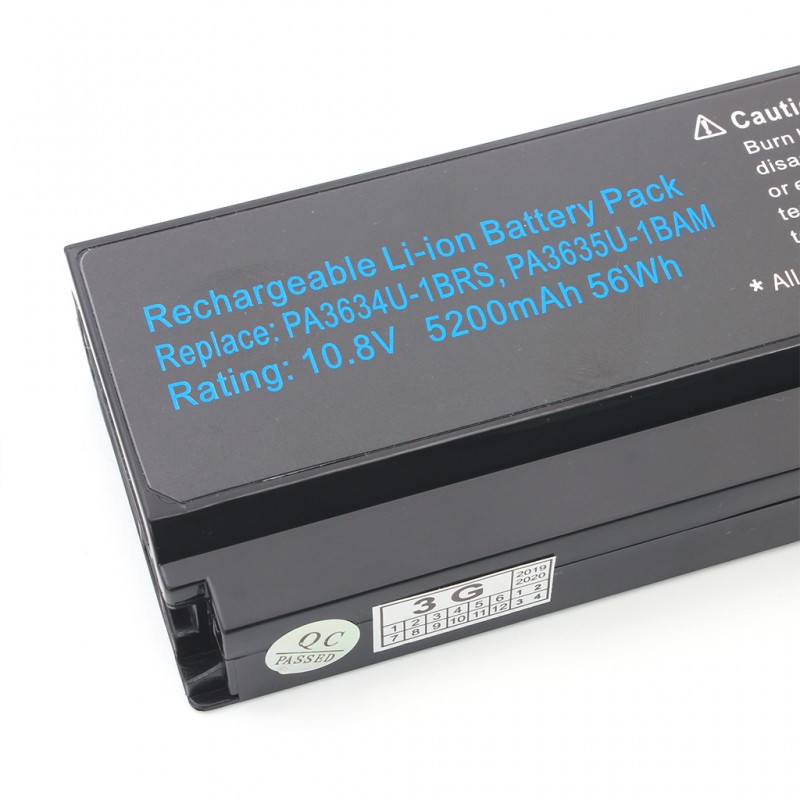 Rechargeable Li-ion Battery Pack
Replace: PA3634U-1BRS, PA3635U-1BAM
Rating: 10.8V 5200mAh 56Wh
Burn
disa
or e
te
* All
QC
PASSED
3 G
2019
2020
1 2 3 4 5 6 1 2
7 8 9 10 11 12 3 4